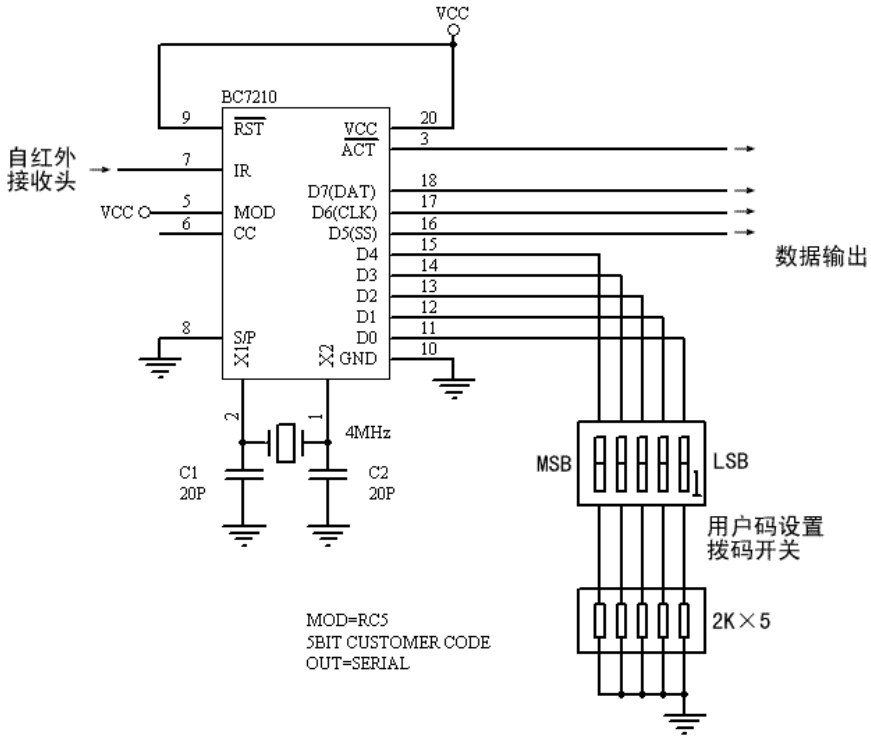 VCC
BC7210
9
RST
VCC
20
ACT
3
自红外
接收头
7
IR
D7(DAT)
18
VCC
5
MOD
D6(CLK)
17
6
CC
D5(SS)
16
D4
15
数据输出
D3
14
D2
13
D1
12
8
S/P
D0
11
X1
X2
GND
10
2
1
4MHz
C1
20P
C2
20P
MSB
LSB
1
用户码设置
拨码开关
2K×5
MOD=RC5
5BIT CUSTOMER CODE
OUT=SERIAL